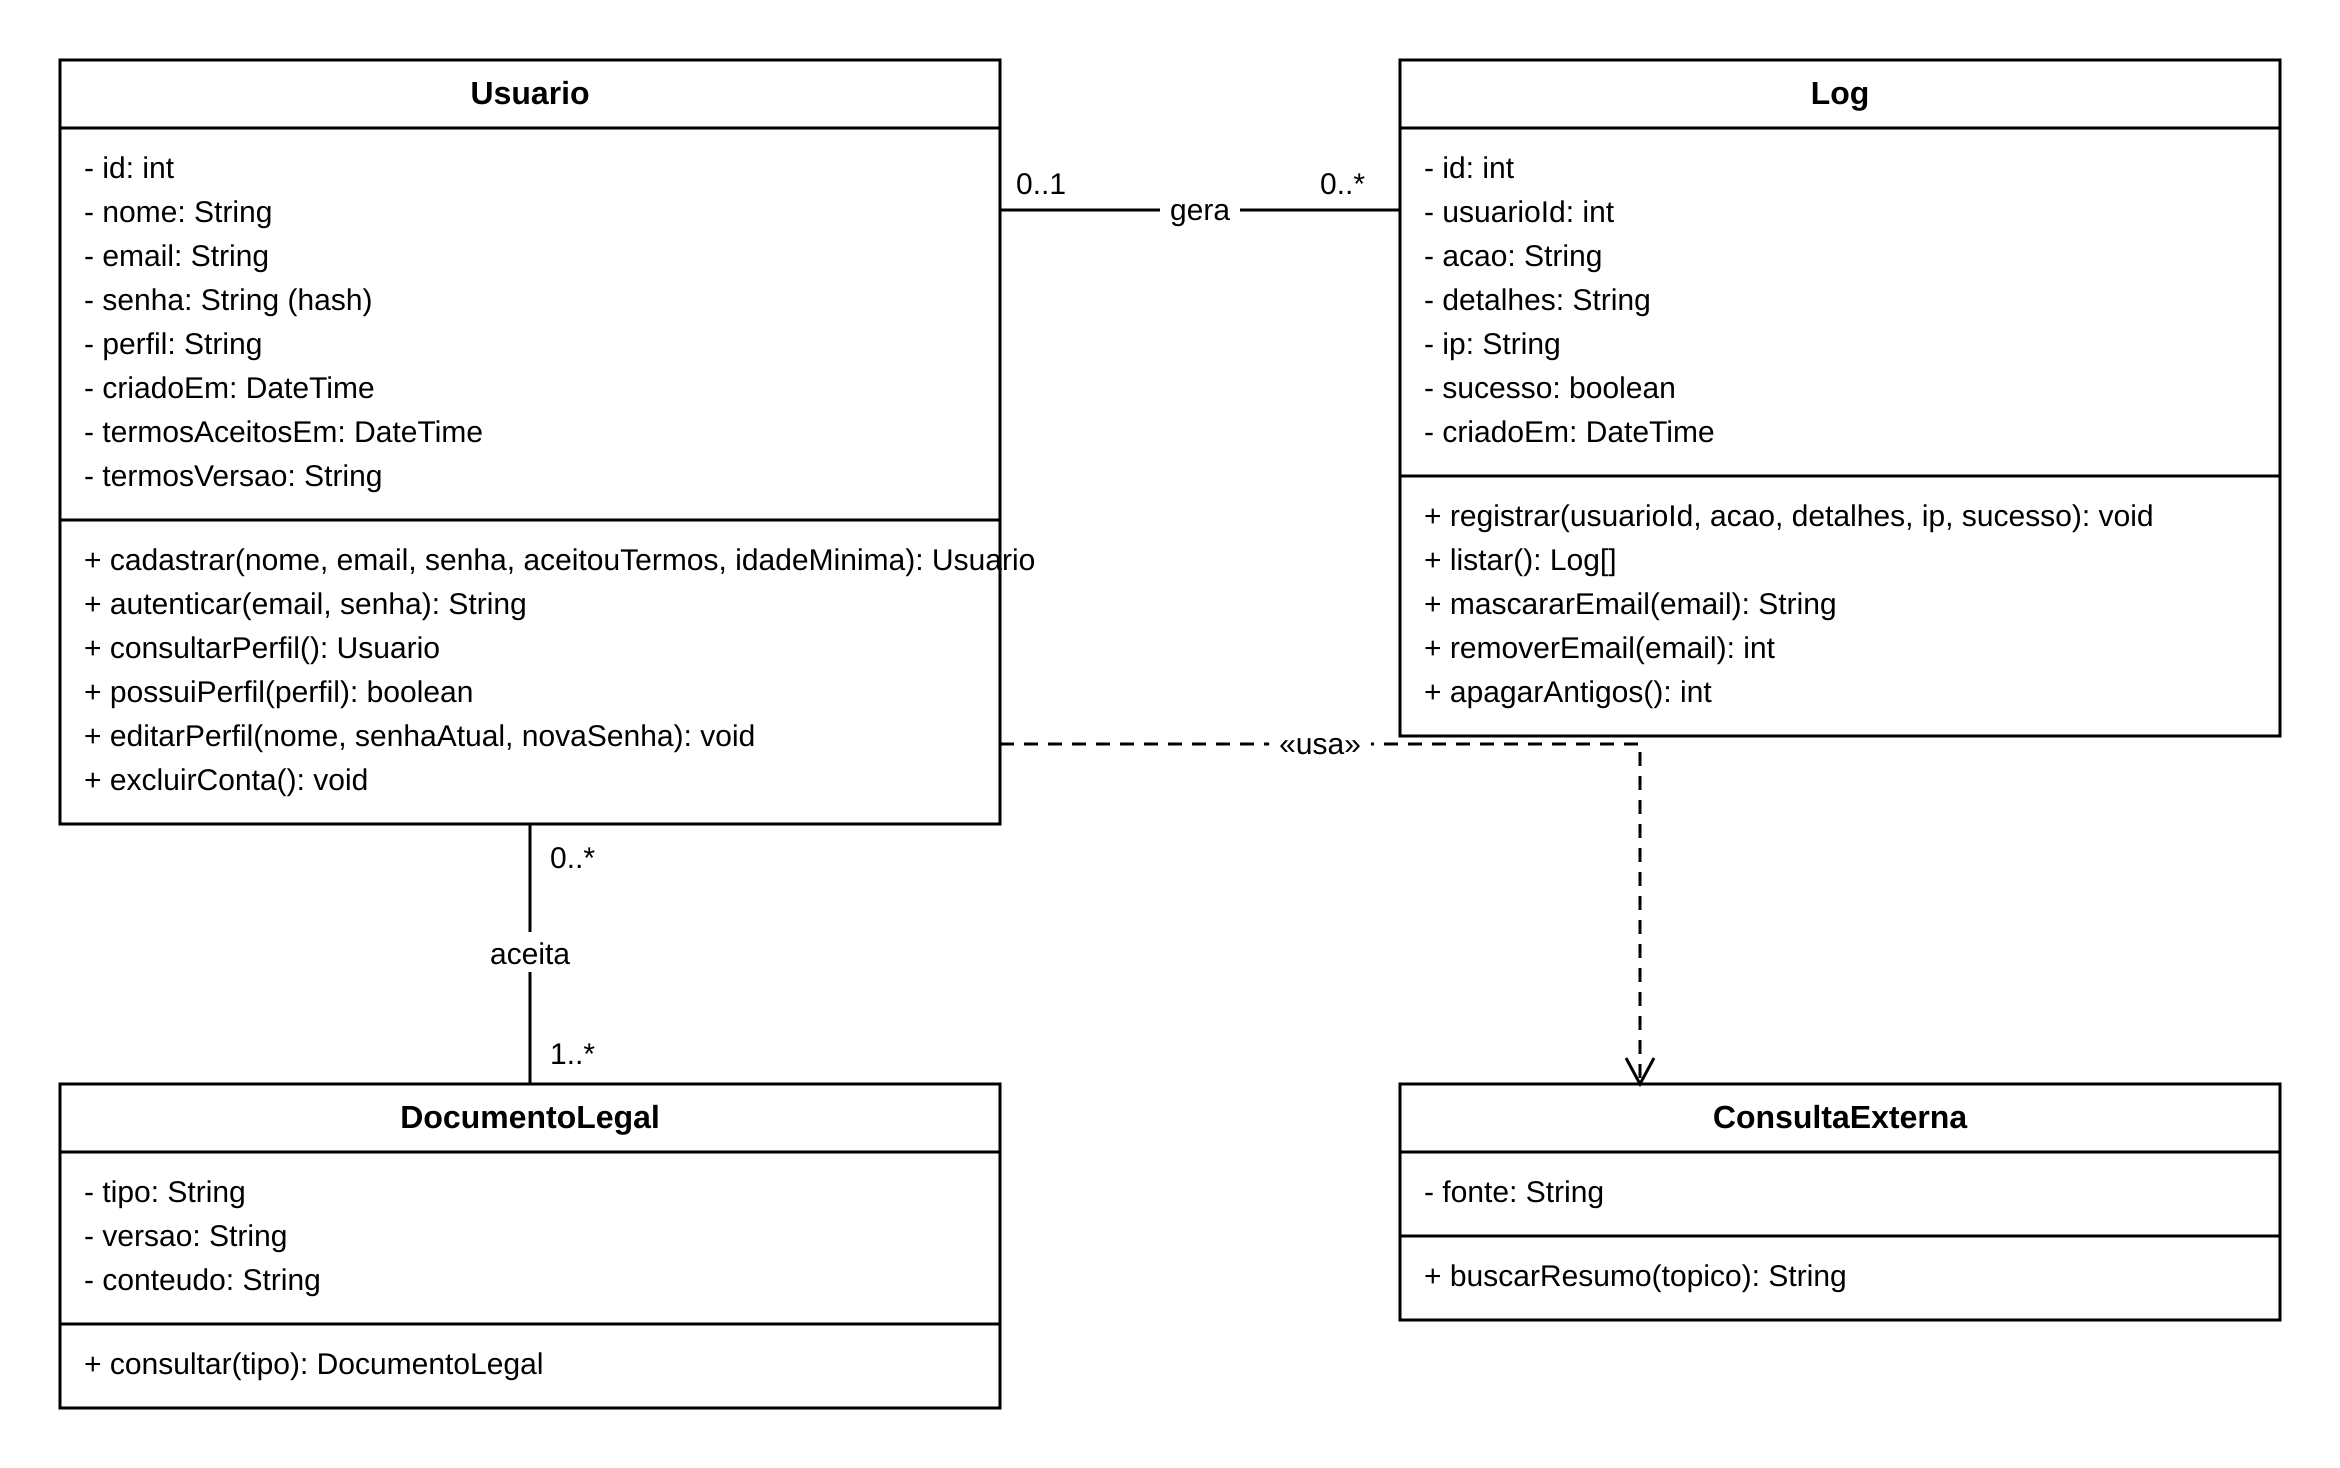 Usuario
- id: int
- nome: String
- email: String
- senha: String (hash)
- perfil: String
- criadoEm: DateTime
- termosAceitosEm: DateTime
- termosVersao: String
+ cadastrar(nome, email, senha, aceitouTermos, idadeMinima): Usuario
+ autenticar(email, senha): String
+ consultarPerfil(): Usuario
+ possuiPerfil(perfil): boolean
+ editarPerfil(nome, senhaAtual, novaSenha): void
+ excluirConta(): void
0..1
gera
0..*
Log
- id: int
- usuarioId: int
- acao: String
- detalhes: String
- ip: String
- sucesso: boolean
- criadoEm: DateTime
+ registrar(usuarioId, acao, detalhes, ip, sucesso): void
+ listar(): Log[]
+ mascararEmail(email): String
+ removerEmail(email): int
+ apagarAntigos(): int
«usa»
0..*
aceita
1..*
DocumentoLegal
- tipo: String
- versao: String
- conteudo: String
+ consultar(tipo): DocumentoLegal
ConsultaExterna
- fonte: String
+ buscarResumo(topico): String